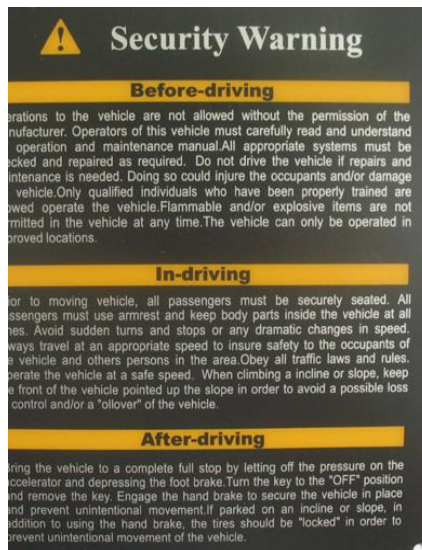 Security Warning
Before-driving
erations to the vehicle are not allowed without the permission of the
nufacturer. Operators of this vehicle must carefully read and understand
operation and maintenance manual.All appropriate systems must be
cked and repaired as required. Do not drive the vehicle if repairs and
intenance is needed. Doing so could injure the occupants and/or damage
vehicle.Only qualified individuals who have been properly trained are
owed operate the vehicle.Flammable and/or explosive items are not
rmitted in the vehicle at any time.The vehicle can only be operated in
proved locations.
In-driving
ior to moving vehicle, all passengers must be securely seated. All
ssengers must use armrest and keep body parts inside the vehicle at all
es. Avoid sudden turns and stops or any dramatic changes in speed.
ways travel at an appropriate speed to insure safety to the occupants of
e vehicle and others persons in the area.Obey all traffic laws and rules.
perate the vehicle at a safe speed. When climbing a incline or slope, keep
e front of the vehicle pointed up the slope in order to avoid a possible loss
control and/or a "ollover" of the vehicle.
After-driving
Bring the vehicle to a complete full stop by letting off the pressure on the
accelerator and depressing the foot brake.Turn the key to the "OFF" position
and remove the key. Engage the hand brake to secure the vehicle in place
and prevent unintentional movement.If parked on an incline or slope, in
addition to using the hand brake, the tires should be "locked" in order to
prevent unintentional movement of the vehicle.